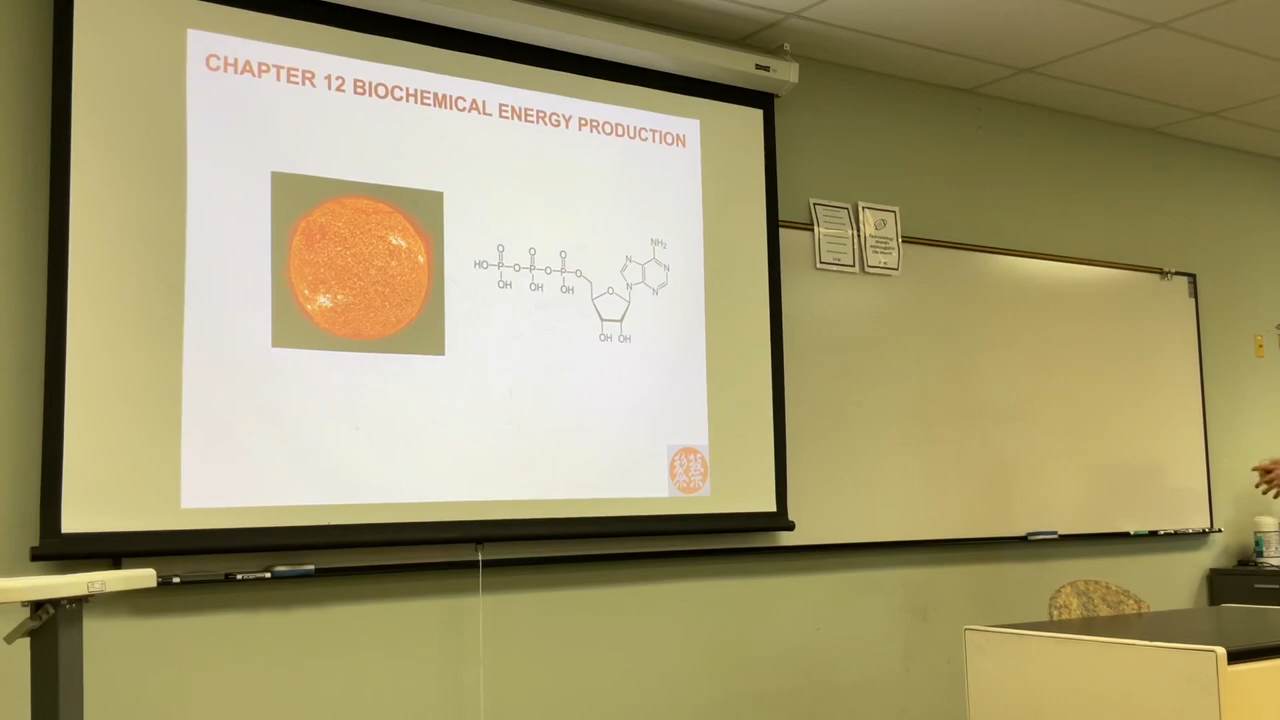 CHAPTER 12 BIOCHEMICAL ENERGY PRODUCTION
NH₂
O
O
O
N
N
HO
P
O
P
O
P
O
N
N
OH
OH
OH
O
OH
OH